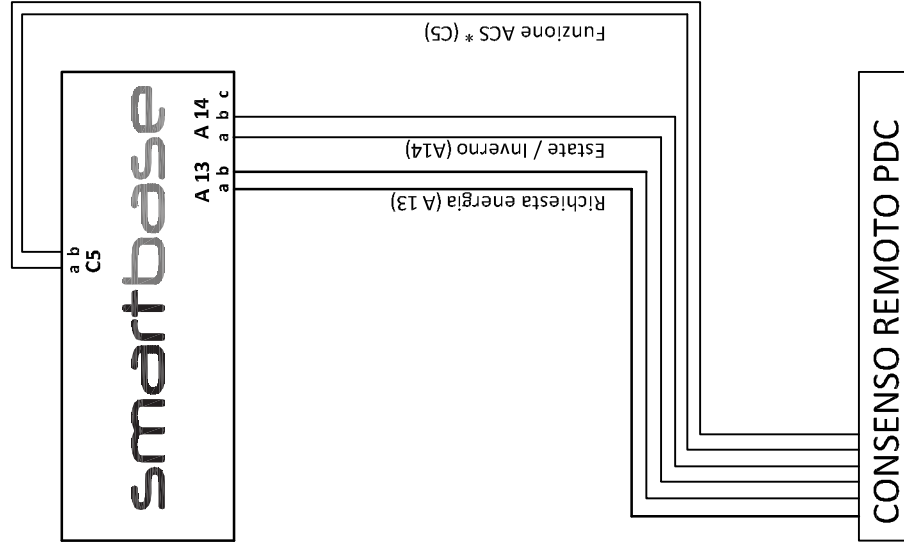 Funzione ACS * (C5)
smartbase
a b
C5
A 14
a b c
Estate / Inverno (A14)
A 13
a b
Richiesta energia (A 13)
CONSENSO REMOTO PDC